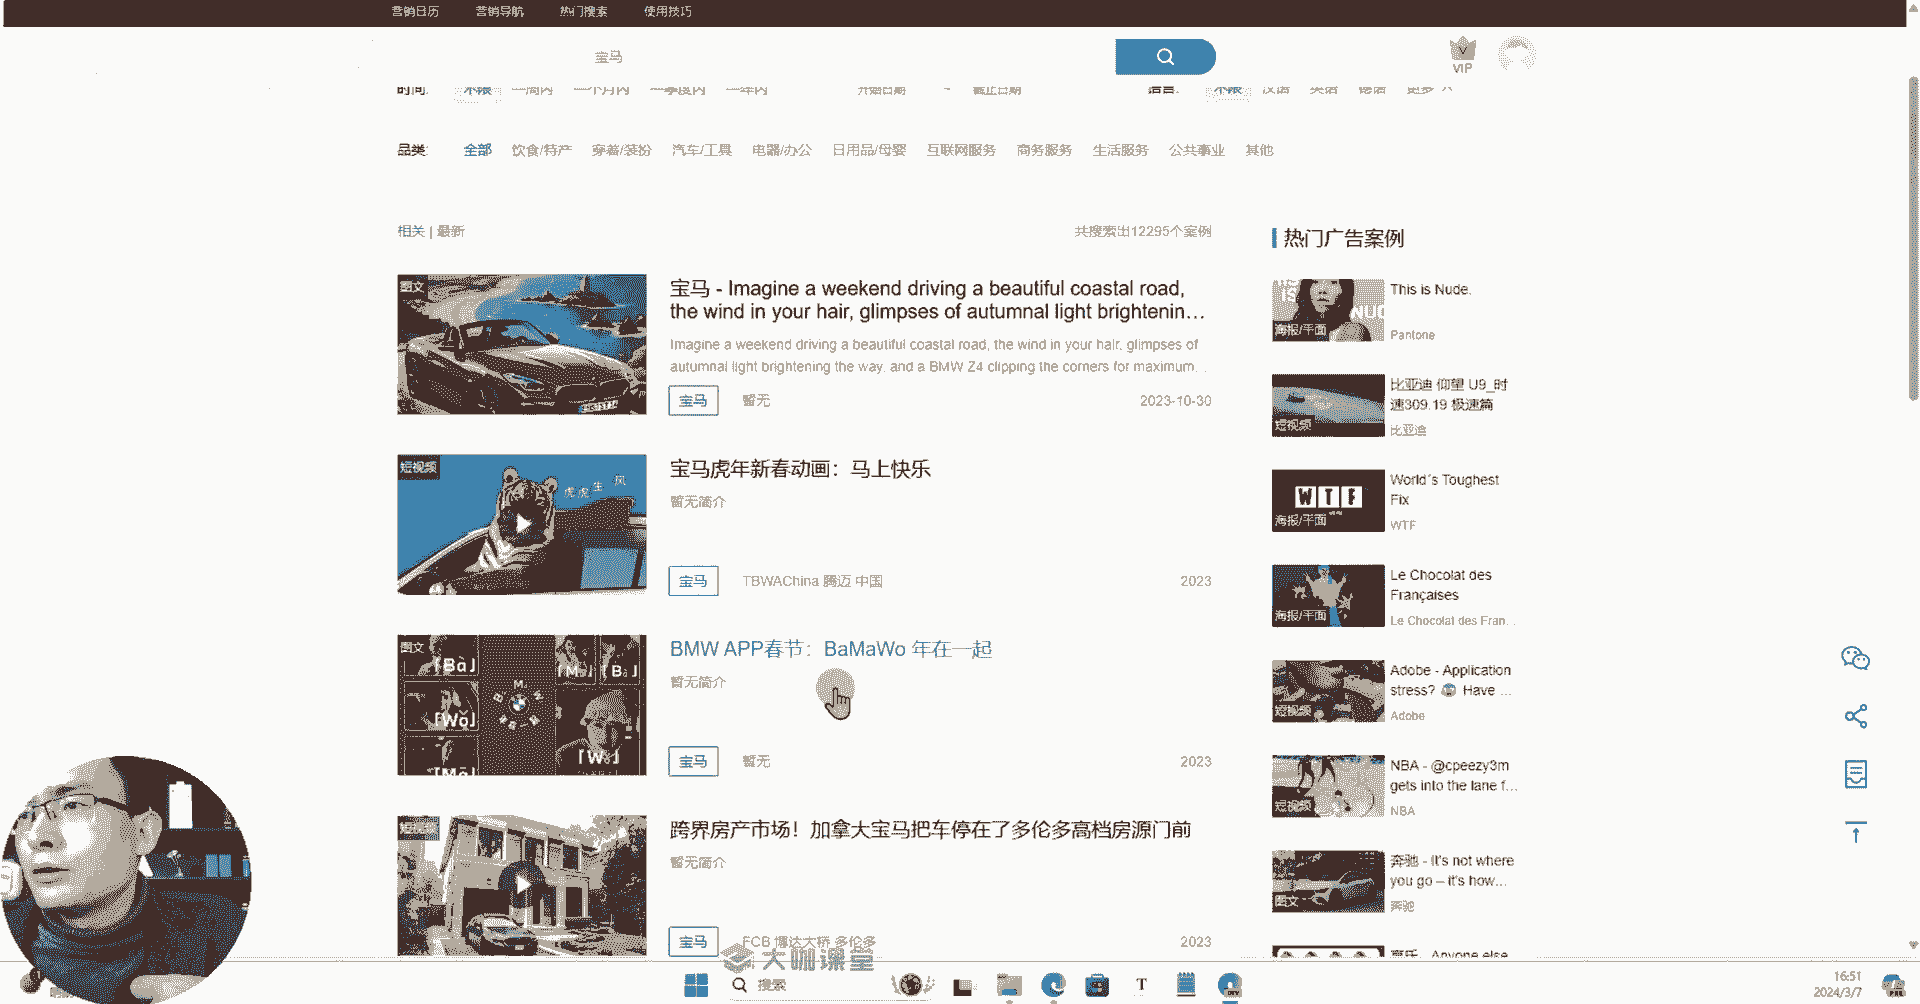 营销日历 营销导航 热门搜索 使用技巧
宝马
VIP
时间: 不限 一周内 一个月内 一季度内 一年内 开始日期 - 截止日期 语言: 不限 汉语 英语 德语 更多
品类: 全部 饮食/特产 穿着/装扮 汽车/工具 电器/办公 日用品/母婴 互联网服务 商务服务 生活服务 公共事业 其他
相关 | 最新
共搜索出12295个案例
图文
宝马 - Imagine a weekend driving a beautiful coastal road,
the wind in your hair, glimpses of autumnal light brightenin...
Imagine a weekend driving a beautiful coastal road, the wind in your hair, glimpses of
autumnal light brightening the way, and a BMW Z4 clipping the corners for maximum...
宝马 暂无 2023-10-30
短视频
虎虎生风
宝马虎年新春动画：马上快乐
暂无简介
宝马 TBWAChina 腾迈 中国 2023
图文
「Bà」
「Wǒ」
BMW APP春节：BaMaWo 年在一起
暂无简介
宝马 暂无 2023
短视频
跨界房产市场！加拿大宝马把车停在了多伦多高档房源门前
暂无简介
宝马 FCB 博达大桥 多伦多 2023
热门广告案例
海报/平面
This is Nude.
Pantone
短视频
比亚迪 仰望 U9_时
速309.19 极速篇
比亚迪
WTF
海报/平面
World´s Toughest
Fix
WTF
海报/平面
Le Chocolat des
Françaises
Le Chocolat des Fran...
短视频
Adobe - Application
stress? Have ...
Adobe
短视频
NBA - @cpeezy3m
gets into the lane f...
NBA
图文
奔驰 - It's not where
you go – it's how...
奔驰
大咖课堂
搜索
T
16:51
2024/3/7